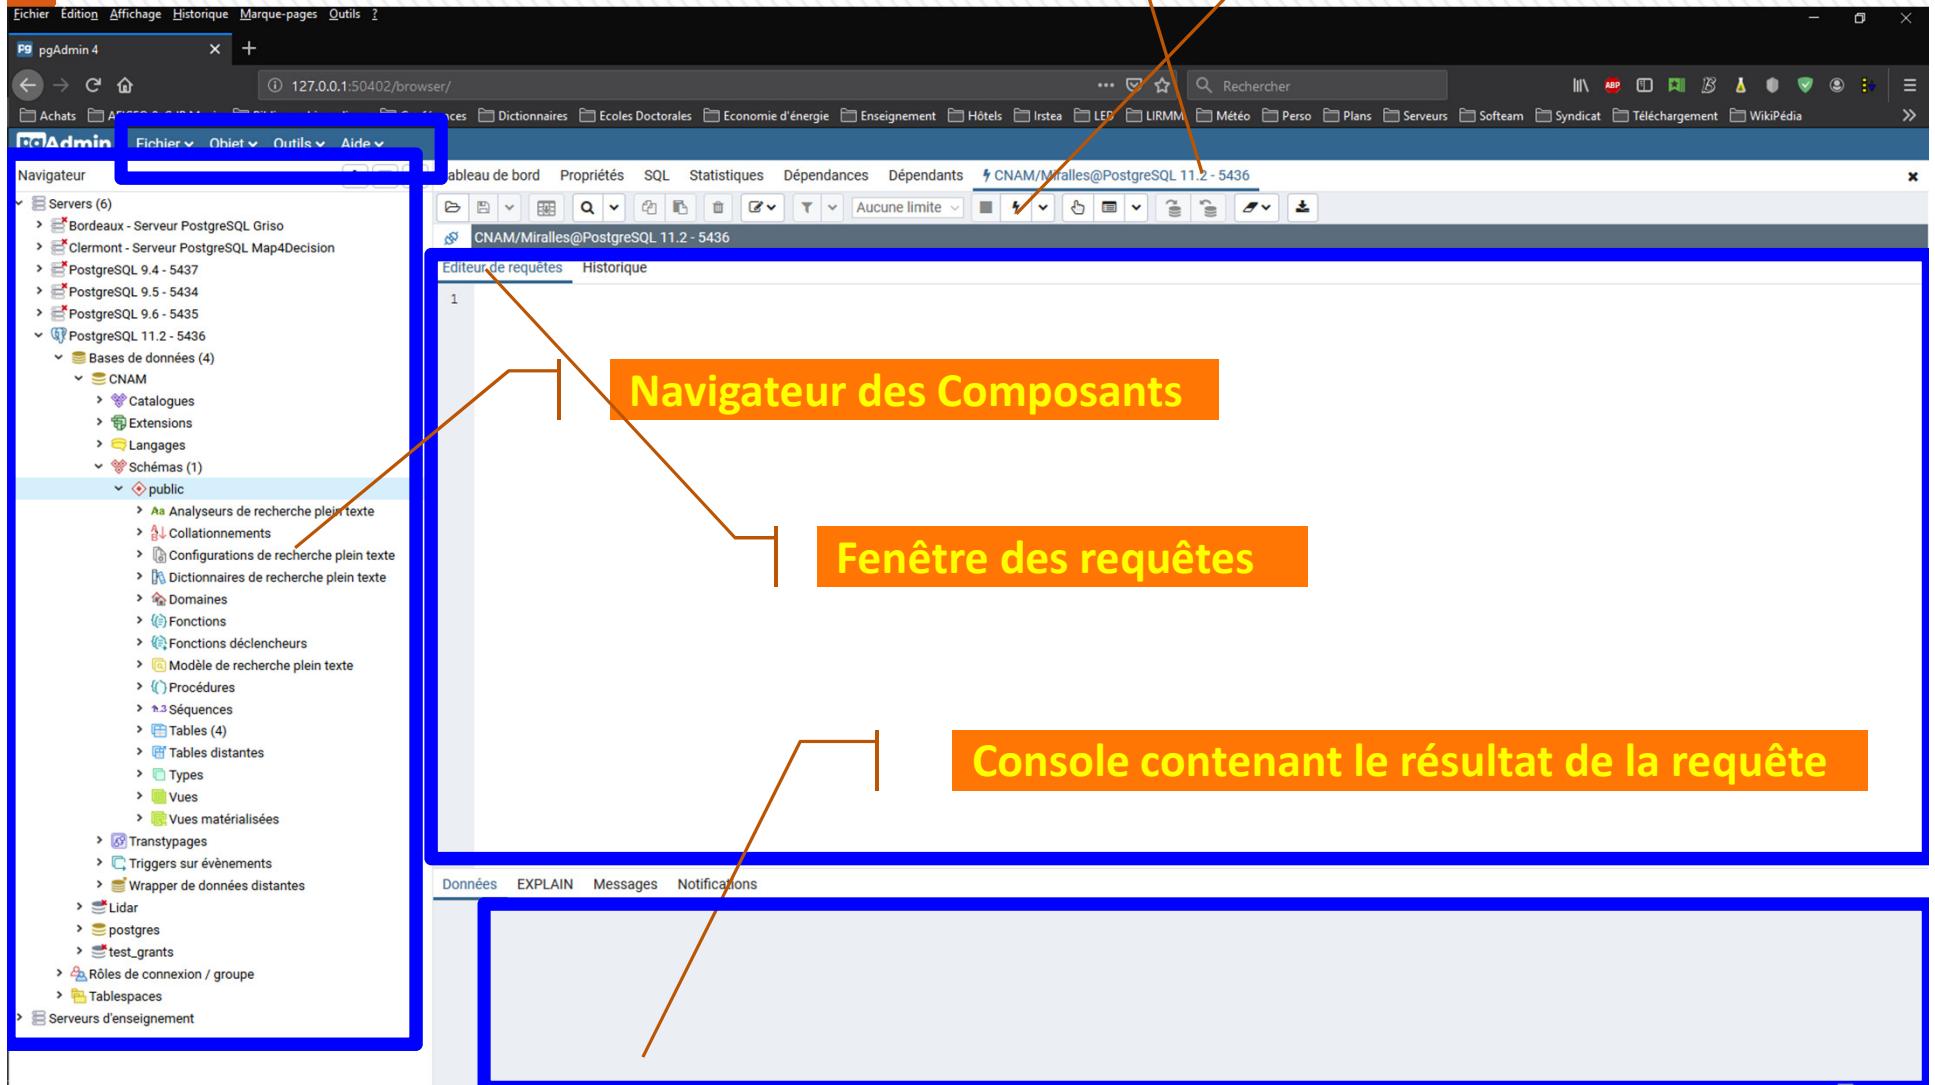 Fichier Édition Affichage Historique Marque-pages Outils ?
pgAdmin 4
127.0.0.1:50402/browser/
Rechercher
Achats
Conférences Dictionnaires Ecoles Doctorales Economie d'énergie Enseignement Hôtels Irstea LED LIRMM Météo Perso Plans Serveurs Softeam Syndicat Téléchargement WikiPédia
pgAdmin Fichier Objet Outils Aide
Navigateur
Tableau de bord Propriétés SQL Statistiques Dépendances Dépendants CNAM/Miralles@PostgreSQL 11.2 - 5436
Aucune limite
CNAM/Miralles@PostgreSQL 11.2 - 5436
Editeur de requêtes Historique
1
Servers (6)
Bordeaux - Serveur PostgreSQL Griso
Clermont - Serveur PostgreSQL Map4Decision
PostgreSQL 9.4 - 5437
PostgreSQL 9.5 - 5434
PostgreSQL 9.6 - 5435
PostgreSQL 11.2 - 5436
Bases de données (4)
CNAM
Catalogues
Extensions
Langages
Schémas (1)
public
Aa Analyseurs de recherche plein texte
Collationnements
Configurations de recherche plein texte
Dictionnaires de recherche plein texte
Domaines
Fonctions
Fonctions déclencheurs
Modèle de recherche plein texte
Procédures
Séquences
Tables (4)
Tables distantes
Types
Vues
Vues matérialisées
Transtypages
Triggers sur évènements
Wrapper de données distantes
Lidar
postgres
test_grants
Rôles de connexion / groupe
Tablespaces
Serveurs d'enseignement
Navigateur des Composants
Fenêtre des requêtes
Console contenant le résultat de la requête
Données EXPLAIN Messages Notifications